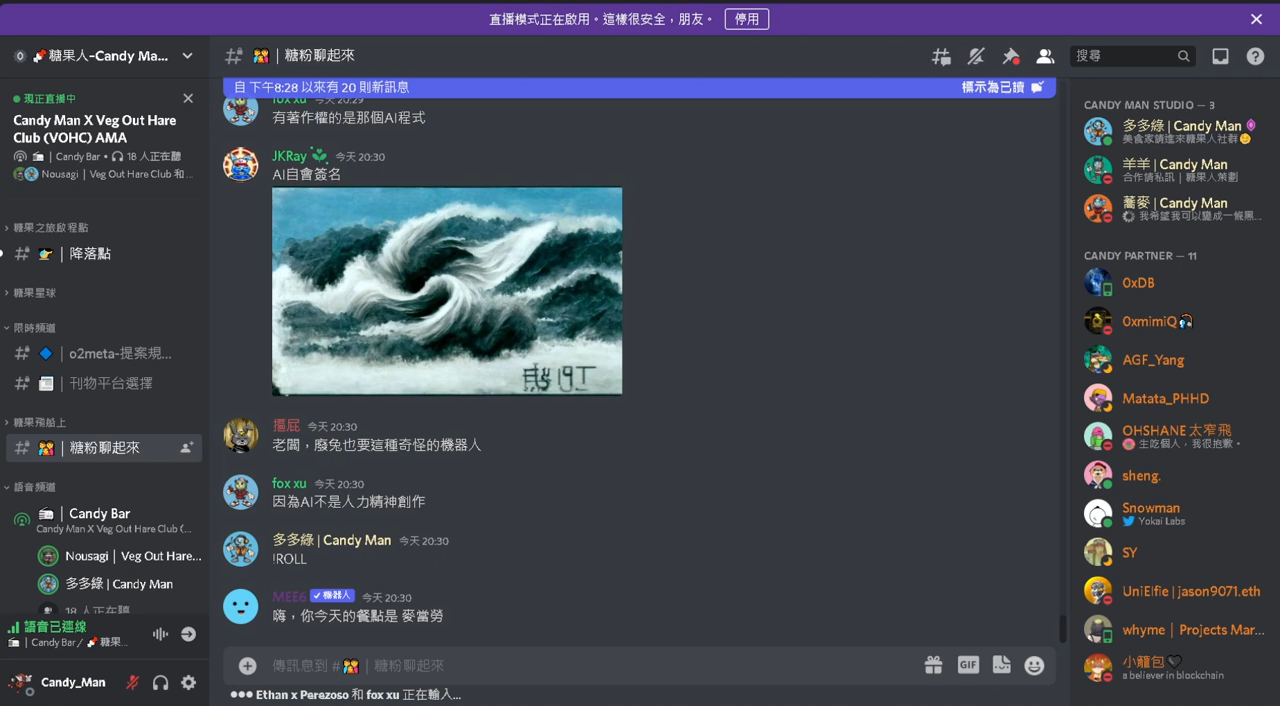 直播模式正在啟用。這樣很安全，朋友。 停用
糖果人-Candy Ma...
現正直播中
Candy Man X Veg Out Hare
Club (VOHC) AMA
| Candy Bar • 18 人正在聽
Nousagi | Veg Out Hare Club 和...
糖果之旅啟程點
# | 降落點
糖果星球
限時頻道
# | o2meta-提案規...
# | 刊物平台選擇
糖果飛船上
# | 糖粉聊起來
語音頻道
| Candy Bar
Candy Man X Veg Out Hare Club (...
Nousagi | Veg Out Hare...
多多綠 | Candy Man
18 人正在聽
語音已連線
| Candy Bar / 糖果...
Candy_Man
# | 糖粉聊起來
搜尋
自 下午8:28 以來有 20 則新訊息 標示為已讀
fox xu 今天 20:29
有著作權的是那個AI程式
JKRay 今天 20:30
AI自會簽名
摳屁 今天 20:30
老闆，廢兔也要這種奇怪的機器人
fox xu 今天 20:30
因為AI不是人力精神創作
多多綠 | Candy Man 今天 20:30
!ROLL
MEE6 機器人 今天 20:30
嗨，你今天的餐點是 麥當勞
傳訊息到 # | 糖粉聊起來
GIF
Ethan x Perezoso 和 fox xu 正在輸入...
CANDY MAN STUDIO — 3
多多綠 | Candy Man
美食家請進來糖果人社群
羊羊 | Candy Man
合作請私訊 | 糖果人策劃
蕎麥 | Candy Man
我希望我可以變成一條黑...
CANDY PARTNER — 11
0xDB
0xmimiQ
AGF_Yang
Matata_PHHD
OHSHANE 太窄飛
生吃個人，我很抱歉。
sheng.
Snowman
Yokai Labs
SY
UniElfie | jason9071.eth
whyme | Projects Mar...
小龍包
a believer in blockchain